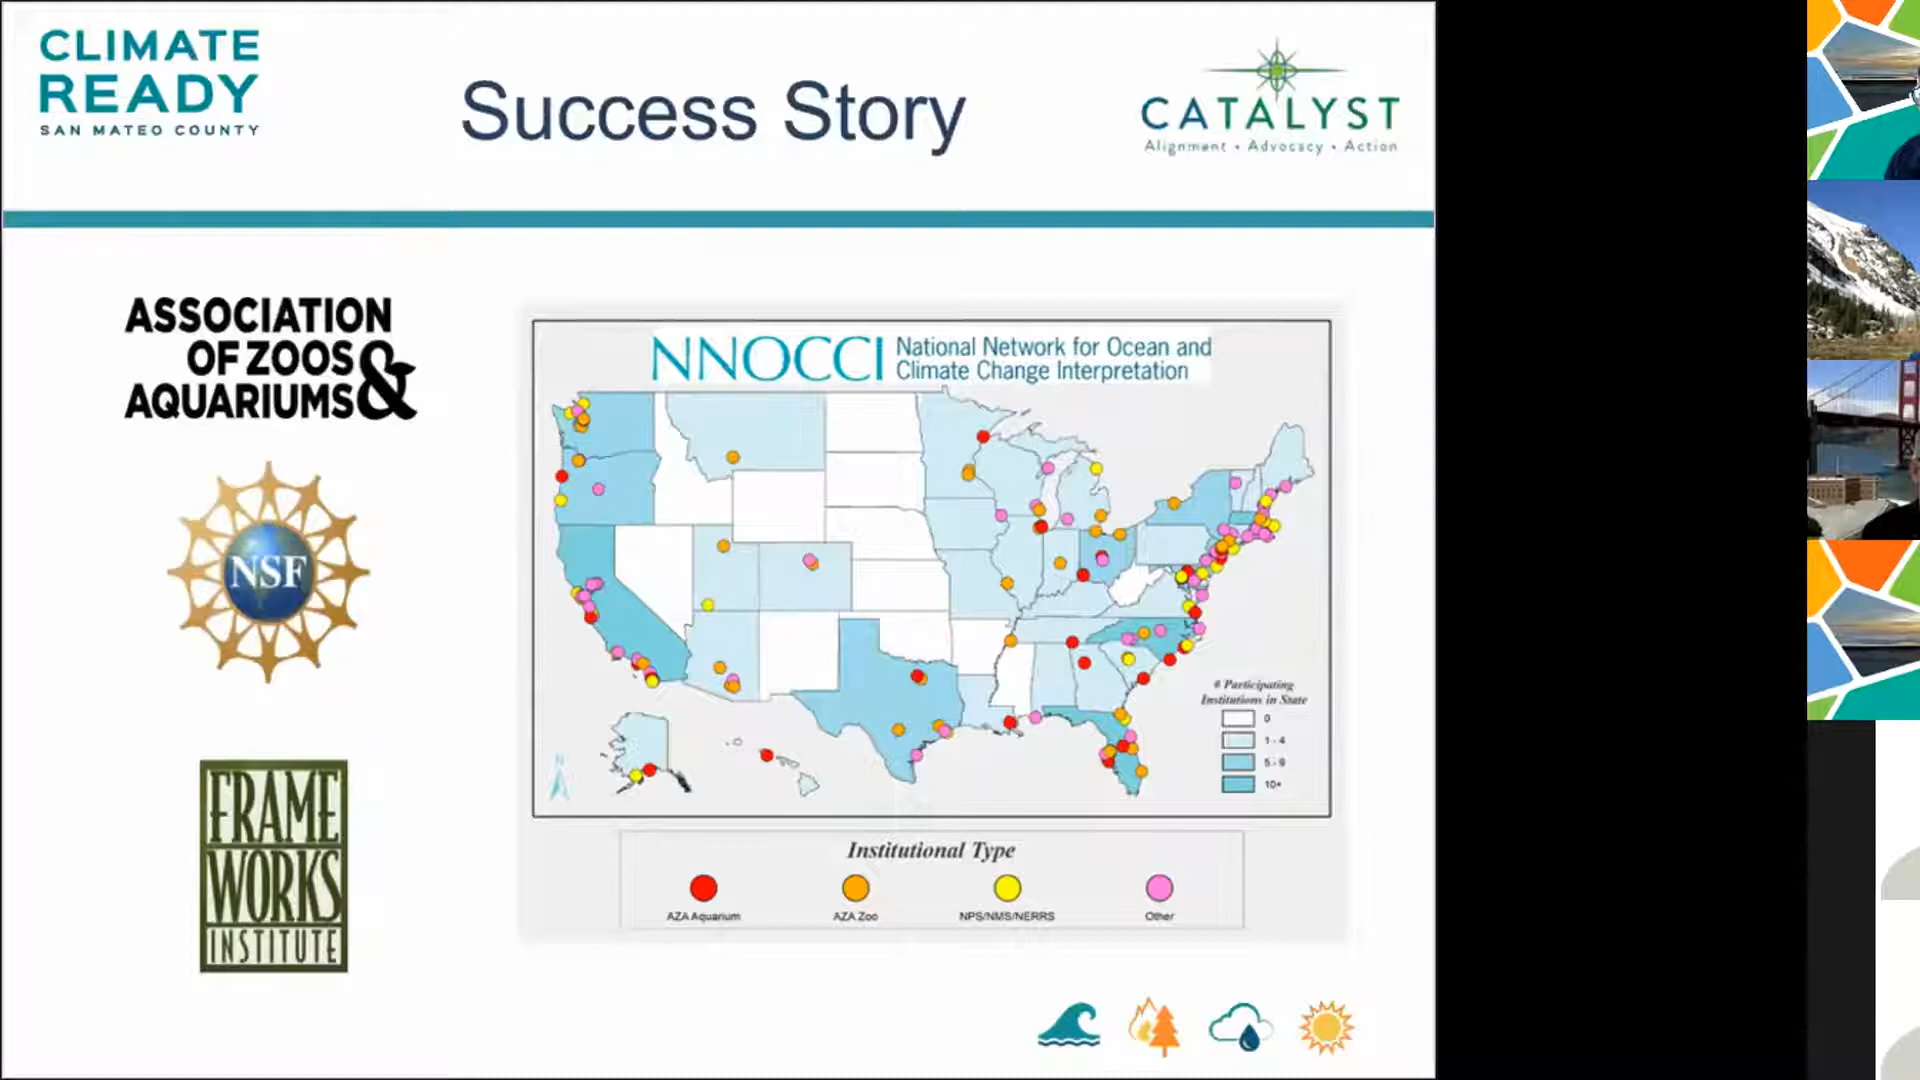 CLIMATE
READY
SAN MATEO COUNTY
Success Story
CATALYST
Alignment • Advocacy • Action
ASSOCIATION
OF ZOOS &
AQUARIUMS
NSF
FRAME
WORKS
INSTITUTE
NNOCCI
National Network for Ocean and
Climate Change Interpretation
# Participating
Institutions in State
0
1 - 4
5 - 9
10+
N
Institutional Type
AZA Aquarium
AZA Zoo
NPS/NMS/NERRS
Other